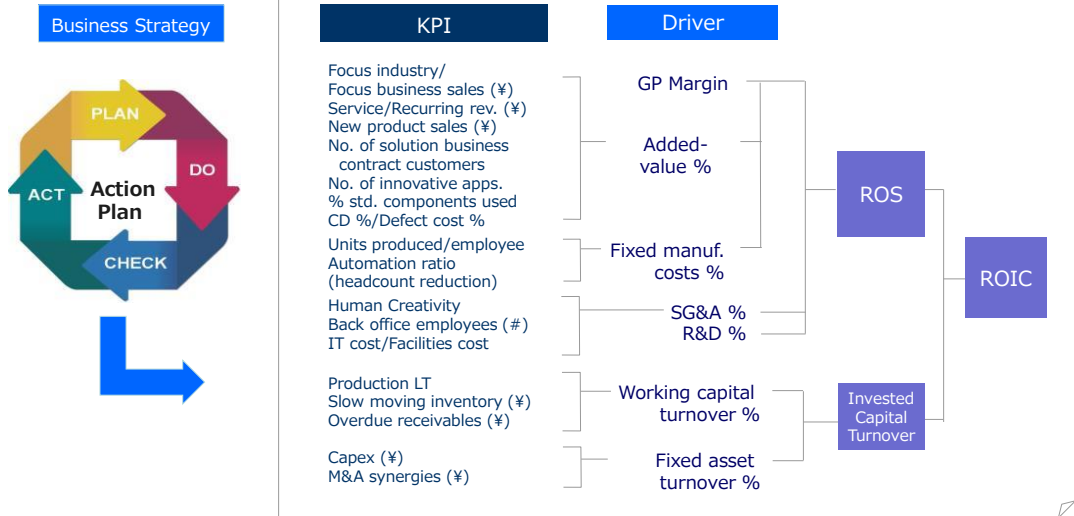 Business Strategy
PLAN
DO
ACT
Action
Plan
CHECK
KPI
Driver
Focus industry/
Focus business sales (¥)
Service/Recurring rev. (¥)
New product sales (¥)
No. of solution business
contract customers
No. of innovative apps.
% std. components used
CD %/Defect cost %
Units produced/employee
Automation ratio
(headcount reduction)
Human Creativity
Back office employees (#)
IT cost/Facilities cost
Production LT
Slow moving inventory (¥)
Overdue receivables (¥)
Capex (¥)
M&A synergies (¥)
GP Margin
Added-
value %
Fixed manuf.
costs %
SG&A %
R&D %
Working capital
turnover %
Fixed asset
turnover %
ROS
Invested
Capital
Turnover
ROIC